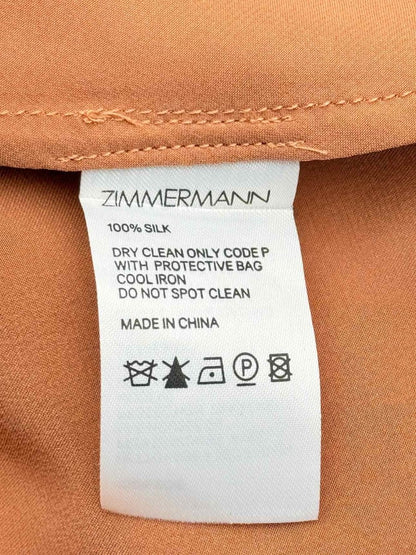 ZIMMERMANN
100% SILK
DRY CLEAN ONLY CODE P
WITH PROTECTIVE BAG
COOL IRON
DO NOT SPOT CLEAN
MADE IN CHINA
P